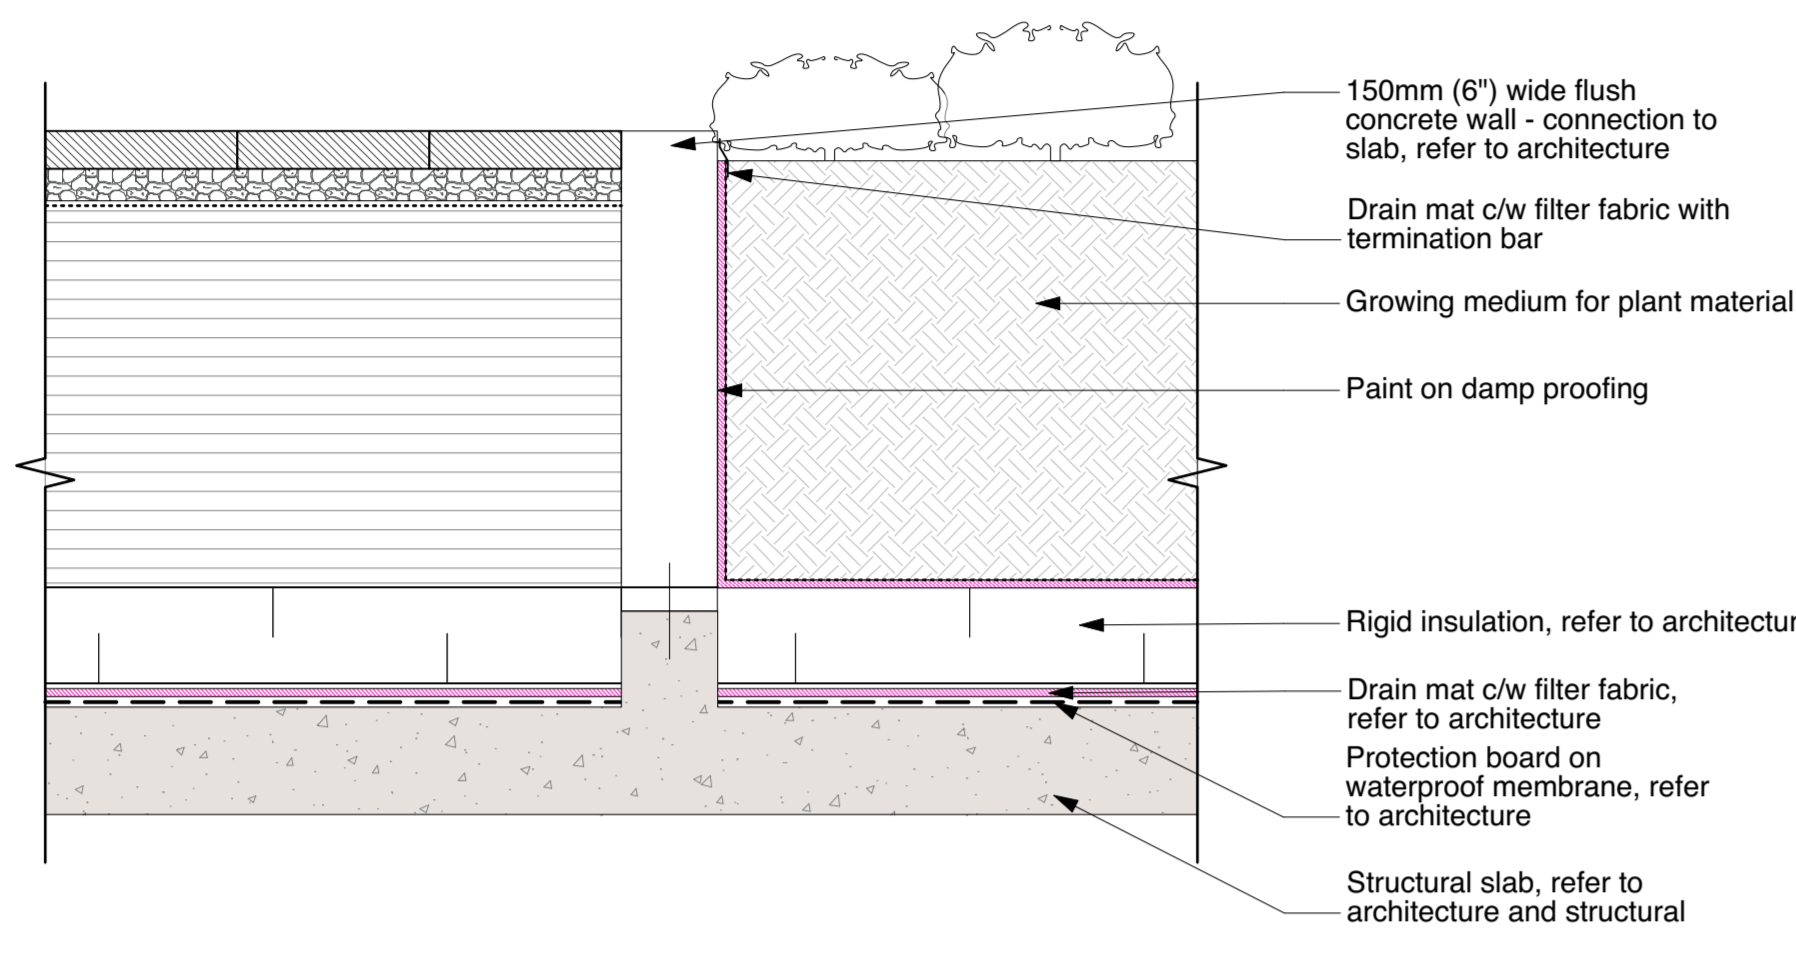 150mm (6") wide flush
concrete wall - connection to
slab, refer to architecture
Drain mat c/w filter fabric with
termination bar
Growing medium for plant material
Paint on damp proofing
Rigid insulation, refer to architectur
Drain mat c/w filter fabric,
refer to architecture
Protection board on
waterproof membrane, refer
to architecture
Structural slab, refer to
architecture and structural